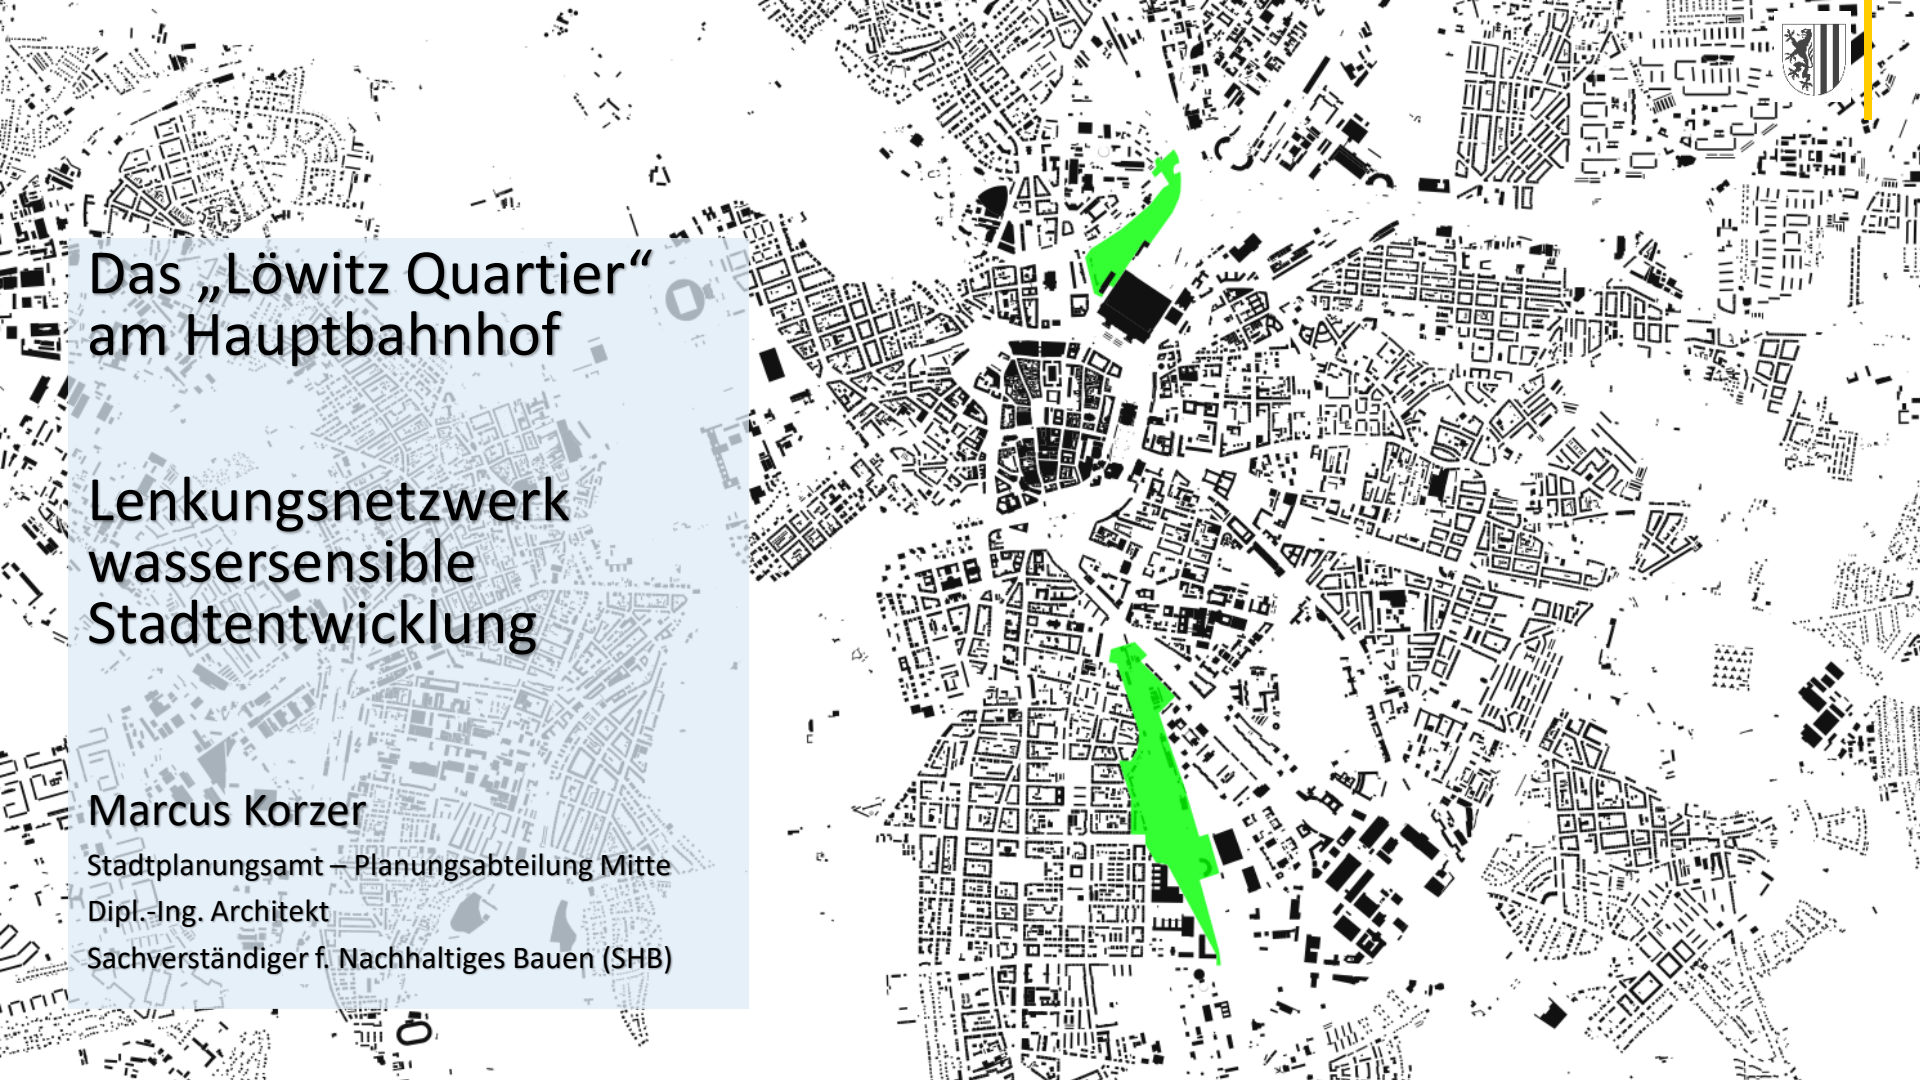 Das „Löwitz Quartier“
am Hauptbahnhof
Lenkungsnetzwerk
wassersensible
Stadtentwicklung
Marcus Korzer
Stadtplanungsamt – Planungsabteilung Mitte
Dipl.-Ing. Architekt
Sachverständiger f. Nachhaltiges Bauen (SHB)